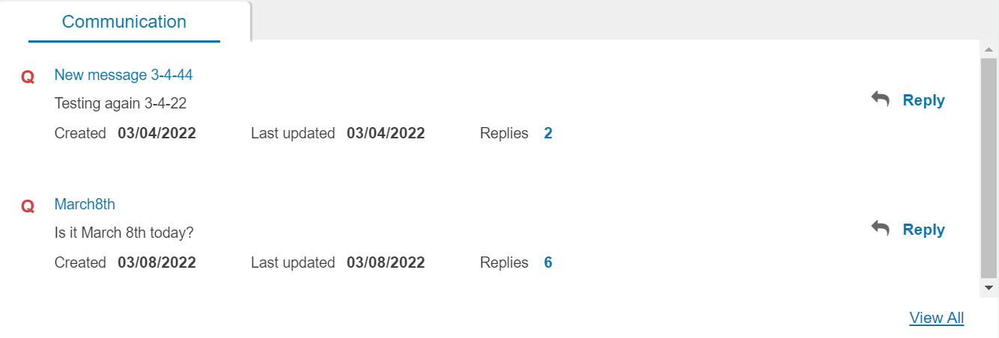 Communication
Q New message 3-4-44
Testing again 3-4-22
Reply
Created 03/04/2022 Last updated 03/04/2022 Replies 2
Q March8th
Is it March 8th today?
Reply
Created 03/08/2022 Last updated 03/08/2022 Replies 6
View All